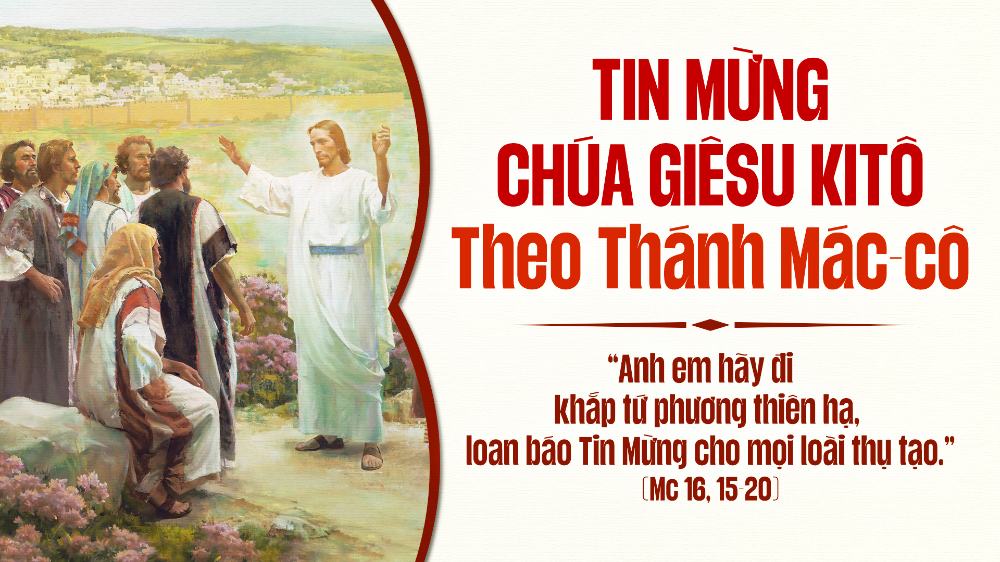 TIN MỪNG
CHÚA GIÊSU KITÔ
Theo Thánh Mác-cô
“Anh em hãy đi
khắp tứ phương thiên hạ,
loan báo Tin Mừng cho mọi loài thụ tạo.”
(Mc 16, 15-20)